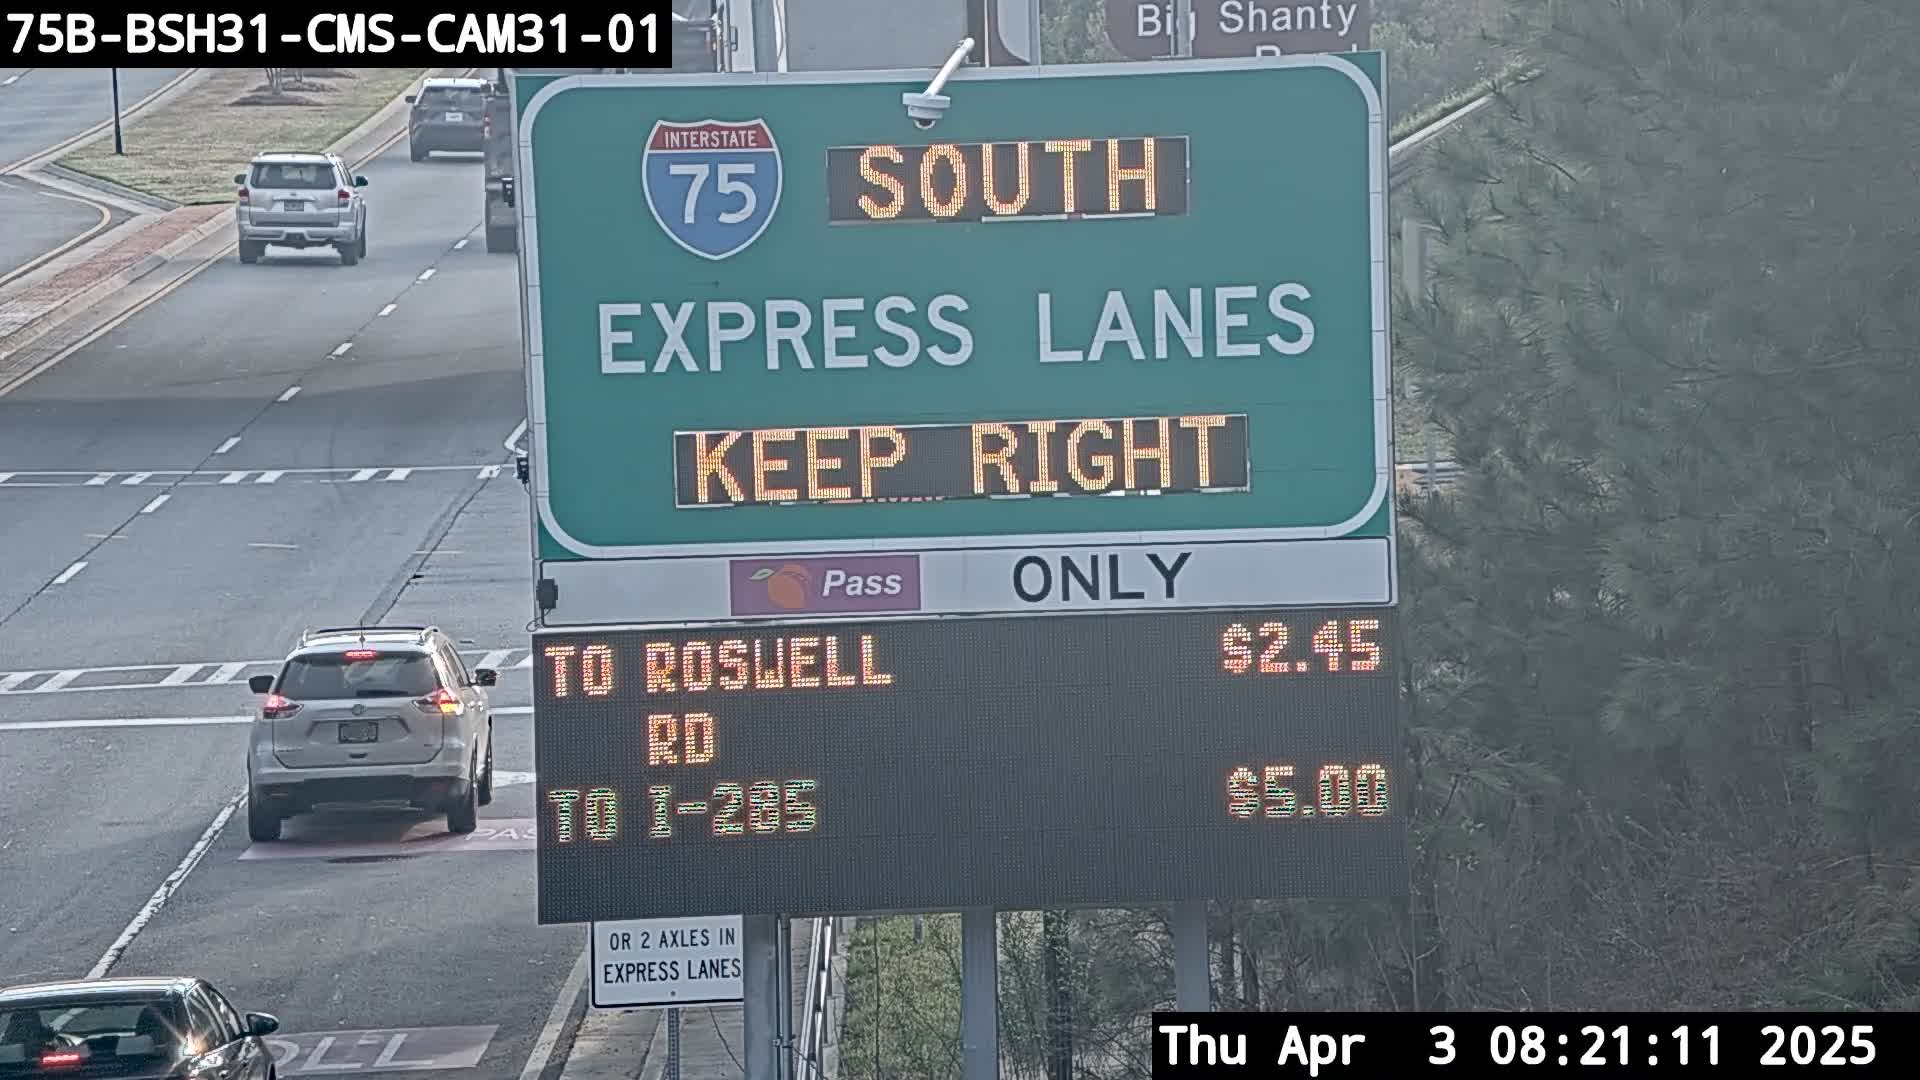 75B-BSH31-CMS-CAM31-01
Big Shanty
Road
INTERSTATE
75
SOUTH
EXPRESS LANES
KEEP RIGHT
Pass ONLY
TO ROSWELL $2.45
RD
TO I-285 $5.00
PAS
OR 2 AXLES IN
EXPRESS LANES
Thu Apr 3 08:21:11 2025